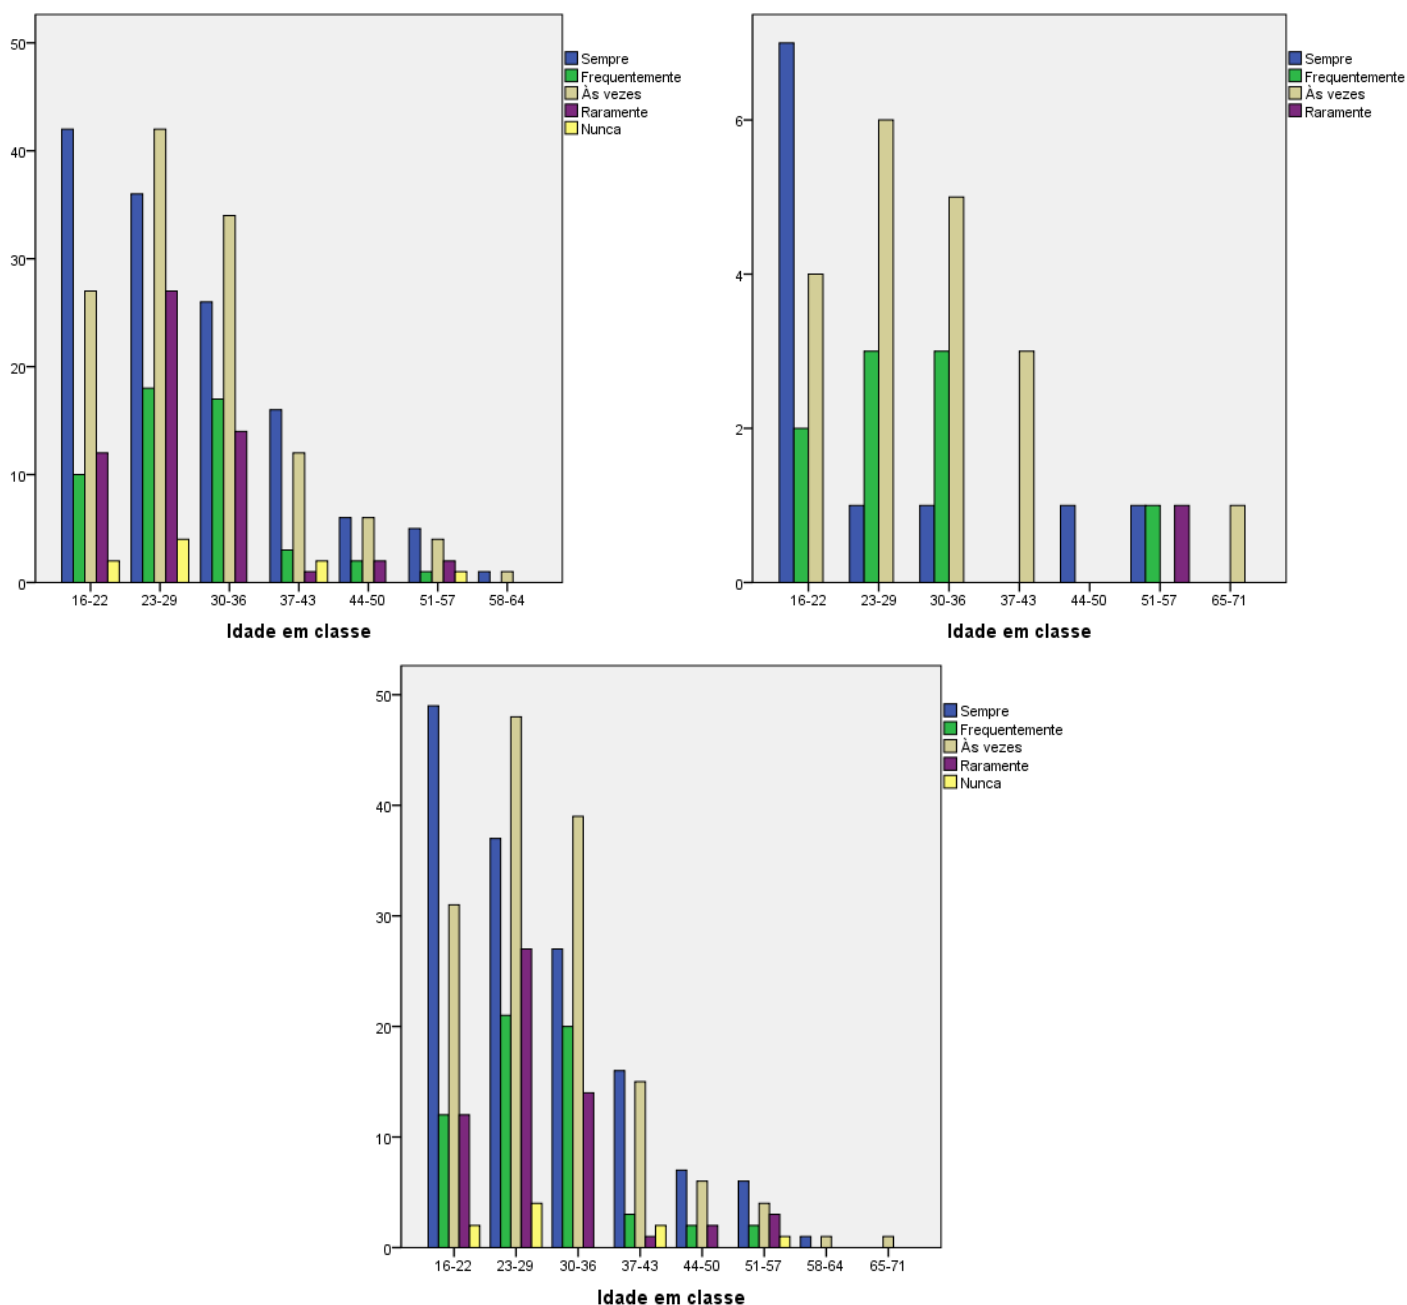 50
40
30
20
10
0
16-22 23-29 30-36 37-43 44-50 51-57 58-64
Idade em classe
Sempre
Frequentemente
Às vezes
Raramente
Nunca
6
4
2
0
16-22 23-29 30-36 37-43 44-50 51-57 65-71
Idade em classe
Sempre
Frequentemente
Às vezes
Raramente
50
40
30
20
10
0
16-22 23-29 30-36 37-43 44-50 51-57 58-64 65-71
Idade em classe
Sempre
Frequentemente
Às vezes
Raramente
Nunca